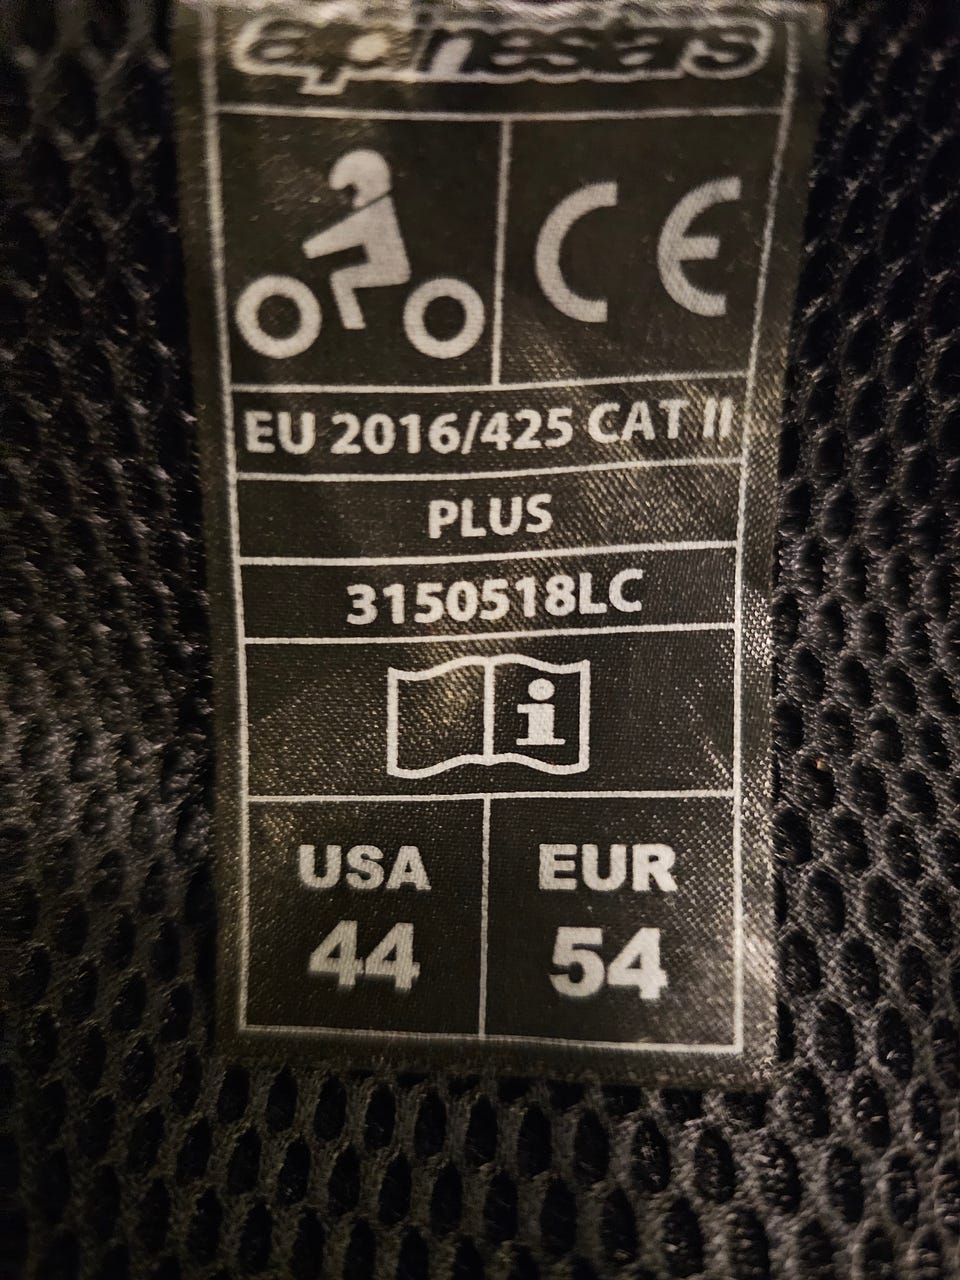 alpinestars
CE
EU 2016/425 CAT II
PLUS
3150518LC
i
USA EUR
44 54